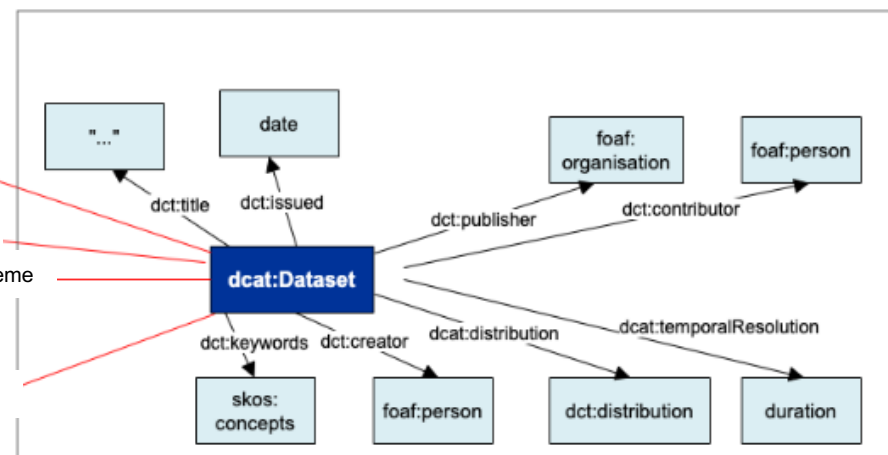 "..."
date
foaf:
organisation
foaf:person
dct:title
dct:issued
dct:publisher
dct:contributor
eme
dcat:Dataset
dct:keywords
dct:creator
dcat:distribution
dcat:temporalResolution
skos:
concepts
foaf:person
dct:distribution
duration